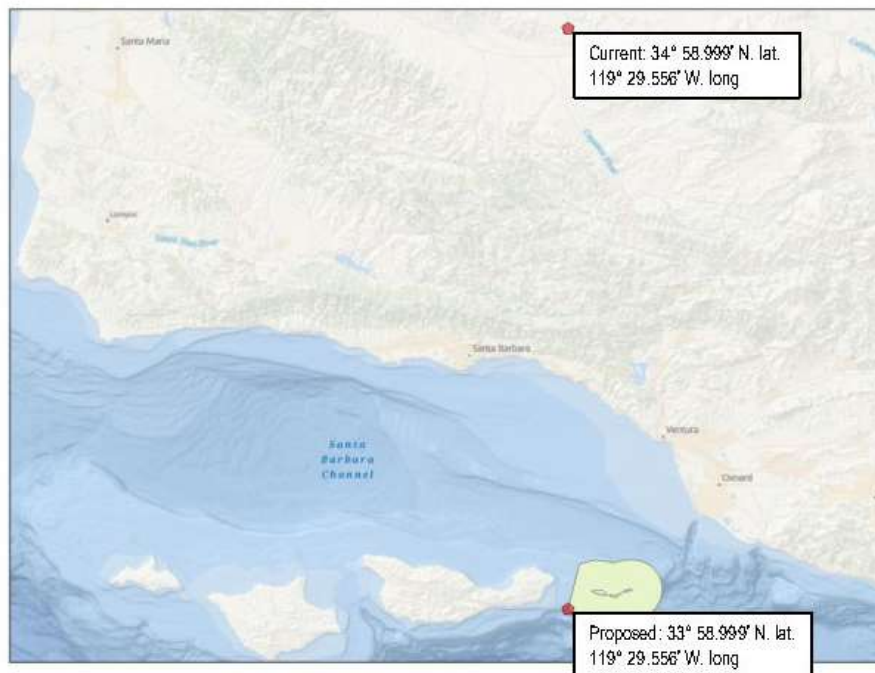 Santa Maria
Current: 34° 58.999' N. lat.
119° 29.556' W. long
Santa Barbara
Ventura
Santa
Barbara
Channel
Oxnard
Proposed: 33° 58.999' N. lat.
119° 29.556' W. long